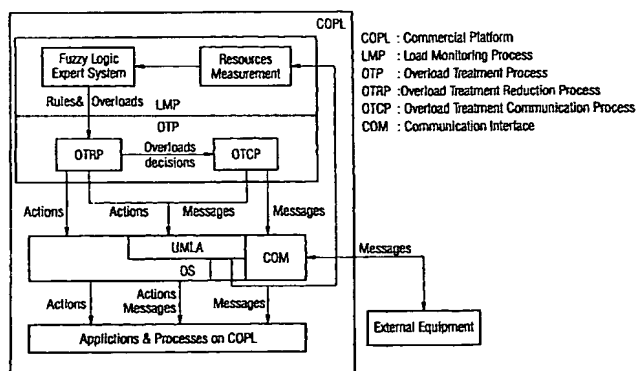 COPL
COPL : Commercial Platform
LMP : Load Monitoring Process
OTP : Overload Treatment Process
OTRP :Overload Treatment Reduction Process
OTCP : Overload Treatment Communication Process
COM : Communication Interface
Fuzzy Logic
Expert System
Resources
Measurement
Rules& Overloads
LMP
OTP
OTRP
Overloads
decisions
OTCP
Actions
Actions
Messages
Messages
UMLA
COM
OS
Messages
Actions
Actions
Messages
Messages
External Equipment
Applictions & Processes on COPL